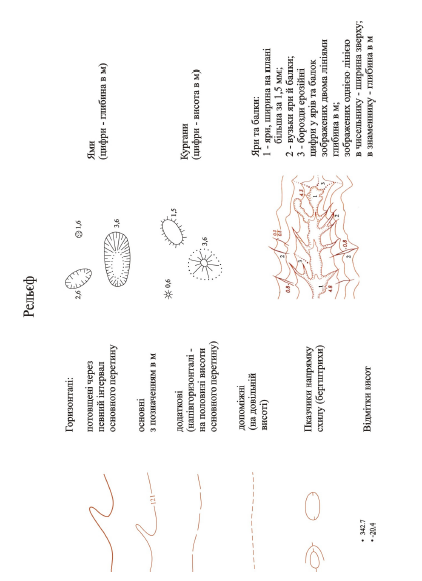 Рельєф
Горизонталі:
потовщені через
певний інтервал
основного перетину
основні
з позначенням в м
125
додаткові
(напівгоризонталі -
на половині висоти
основного перетину)
допоміжні
(на довільній
висоті)
Показчики напрямку
схилу (бергштрихи)
342.7
-20.4
Відмітки висот
2,6
1,6
3,6
Ями
(цифри - глибина в м)
0,6
1,5
3,6
Кургани
(цифри - висота в м)
Яри та балки:
1 - яри, ширина на плані
більша за 1,5 мм;
2 - вузьки яри й балки;
3 - борозди ерозійні
цифри у ярів та балок
зображених двома лініями
глибина в м;
зображених однією лінією
в чисельнику - ширина зверху;
в знаменнику - глибина в м